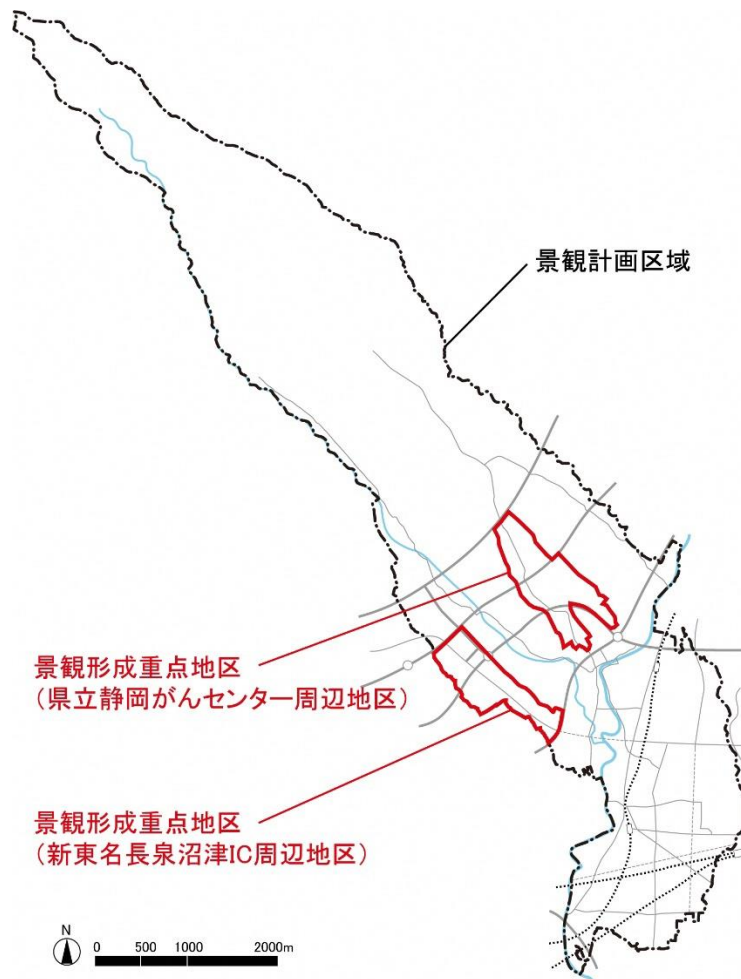 景観計画区域
景観形成重点地区
（県立静岡がんセンター周辺地区）
景観形成重点地区
（新東名長泉沼津IC周辺地区）
N
0 500 1000 2000m